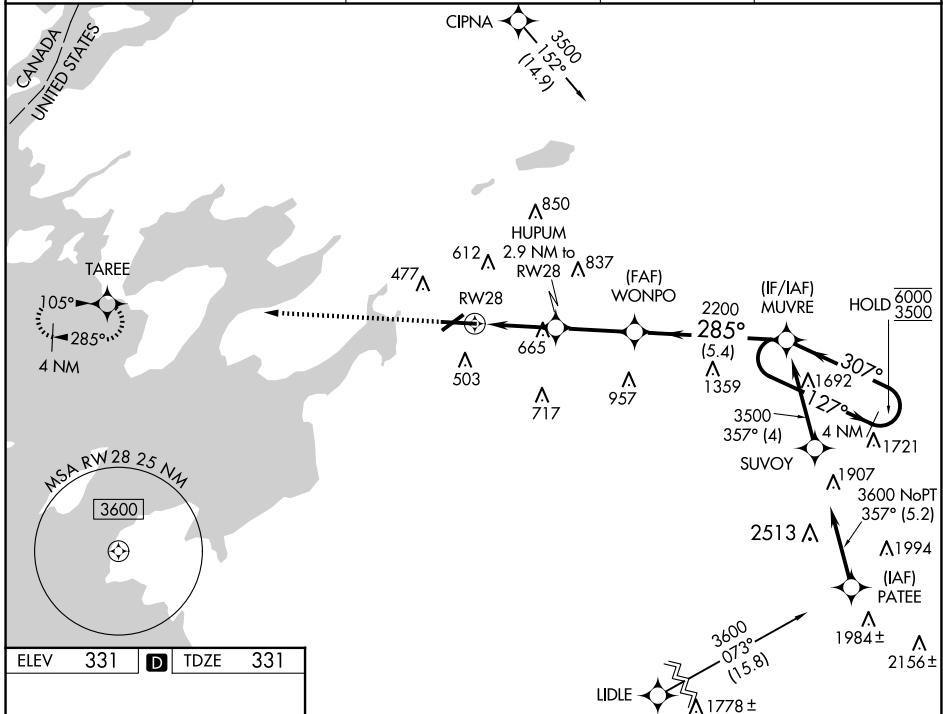 CIPNA
3500
152°
(14.9)
CANADA
UNITED STATES
850
HUPUM
2.9 NM to
RW28
612
837
477
TAREE
105°
285°
4 NM
RW28
(FAF)
WONPO
2200
285°
(5.4)
(IF/IAF)
MUVRE
HOLD
6000
3500
307°
127°
4 NM
665
503
717
957
1359
1692
1721
3500
357° (4)
SUVOY
1907
3600 NoPT
357° (5.2)
2513
1994
(IAF)
PATEE
1984 ±
2156 ±
MSA RW28 25 NM
3600
3600
073°
(15.8)
LIDLE
1778 ±
ELEV 331 D TDZE 331